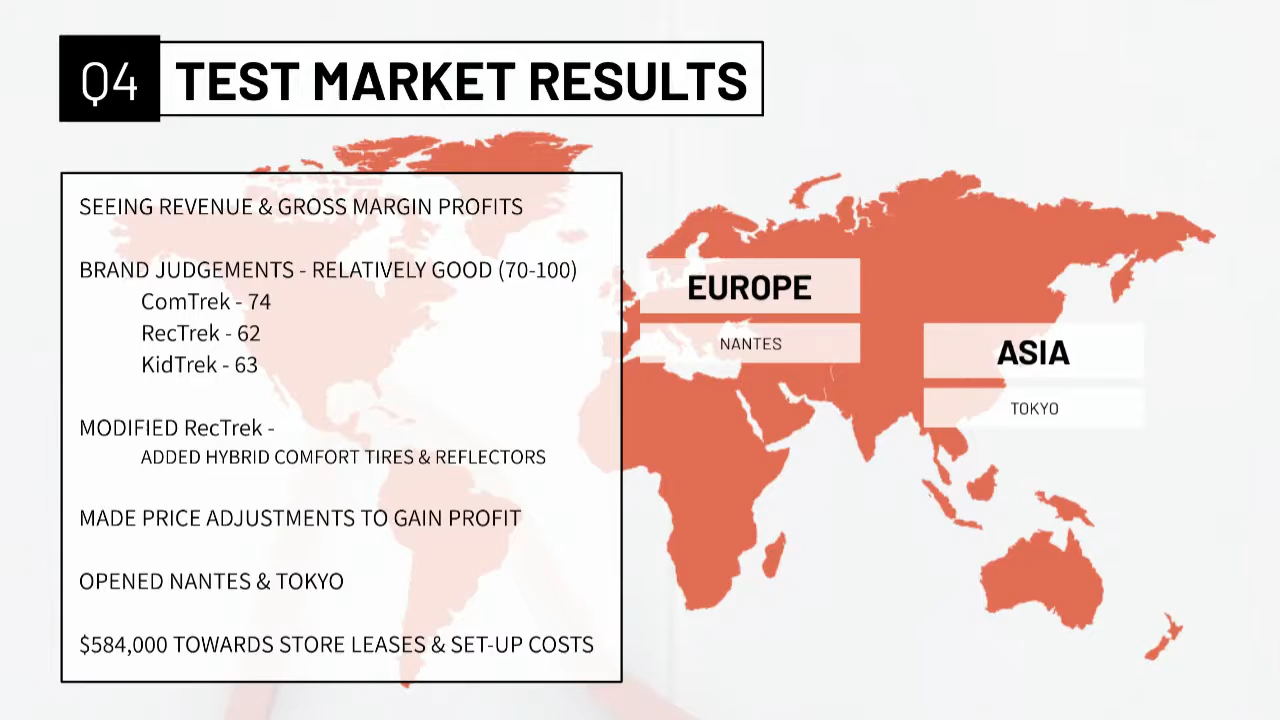 Q4 TEST MARKET RESULTS
SEEING REVENUE & GROSS MARGIN PROFITS
BRAND JUDGEMENTS - RELATIVELY GOOD (70-100)
ComTrek - 74
RecTrek - 62
KidTrek - 63
MODIFIED RecTrek -
ADDED HYBRID COMFORT TIRES & REFLECTORS
MADE PRICE ADJUSTMENTS TO GAIN PROFIT
OPENED NANTES & TOKYO
$584,000 TOWARDS STORE LEASES & SET-UP COSTS
EUROPE
NANTES
ASIA
TOKYO